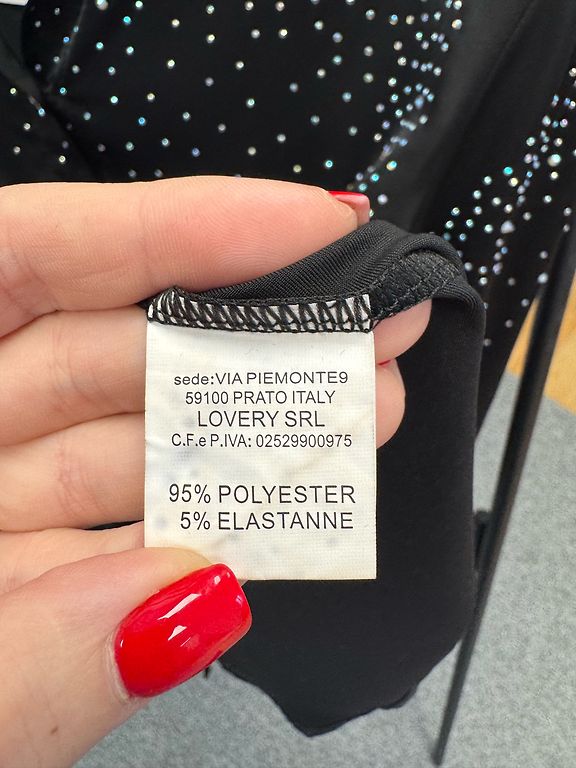 sede:VIA PIEMONTE9
59100 PRATO ITALY
LOVERY SRL
C.F.e P.IVA: 02529900975
95% POLYESTER
5% ELASTANNE